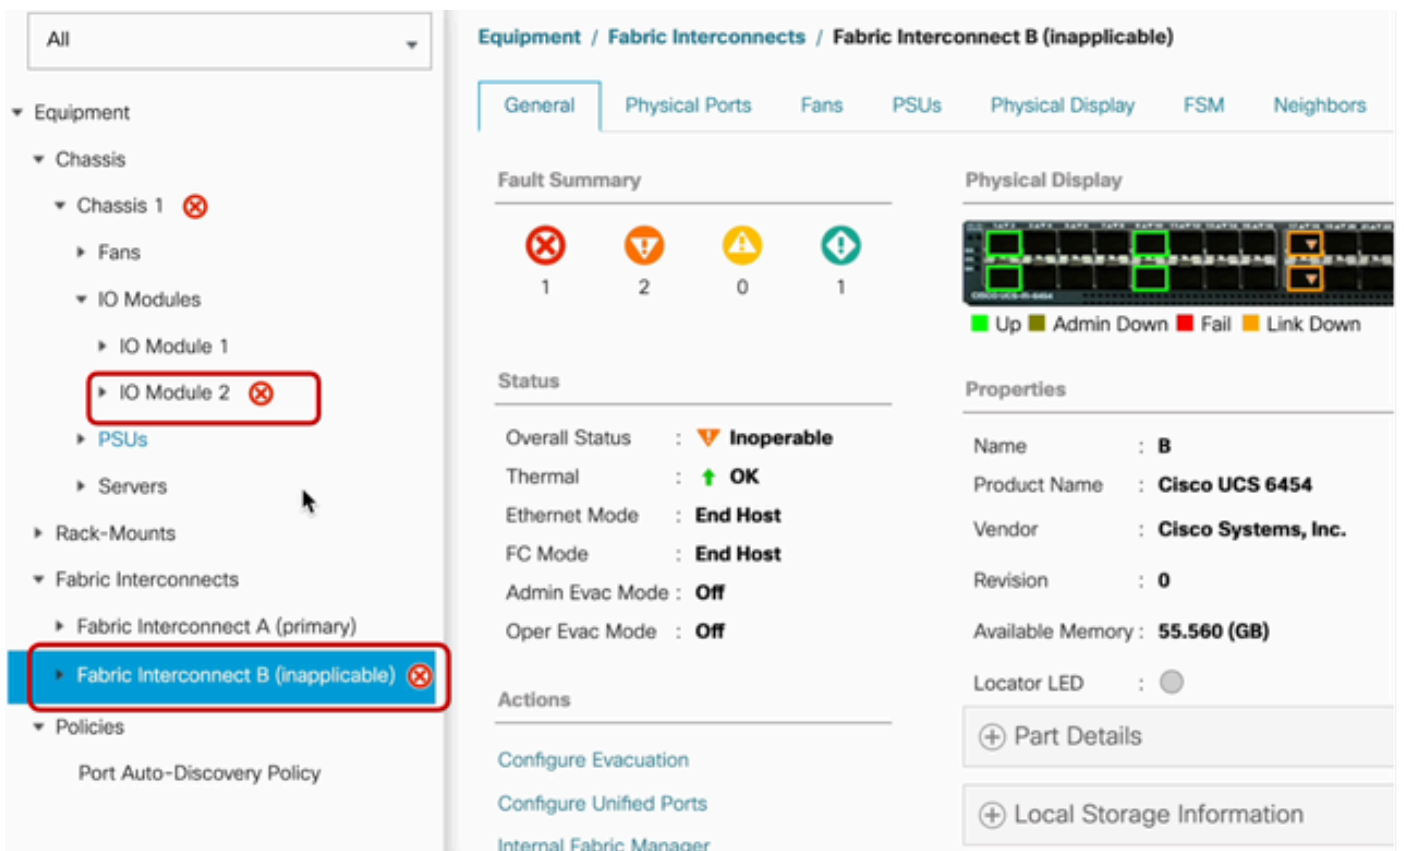 All
Equipment
Chassis
Chassis 1
Fans
IO Modules
IO Module 1
IO Module 2
PSUs
Servers
Rack-Mounts
Fabric Interconnects
Fabric Interconnect A (primary)
Fabric Interconnect B (inapplicable)
Policies
Port Auto-Discovery Policy
Equipment / Fabric Interconnects / Fabric Interconnect B (inapplicable)
General Physical Ports Fans PSUs Physical Display FSM Neighbors
Fault Summary
1 2 0 1
Status
Overall Status : Inoperable
Thermal : OK
Ethernet Mode : End Host
FC Mode : End Host
Admin Evac Mode : Off
Oper Evac Mode : Off
Actions
Configure Evacuation
Configure Unified Ports
Internal Fabric Manager
Physical Display
Up Admin Down Fail Link Down
Properties
Name : B
Product Name : Cisco UCS 6454
Vendor : Cisco Systems, Inc.
Revision : 0
Available Memory : 55.560 (GB)
Locator LED :
Part Details
Local Storage Information